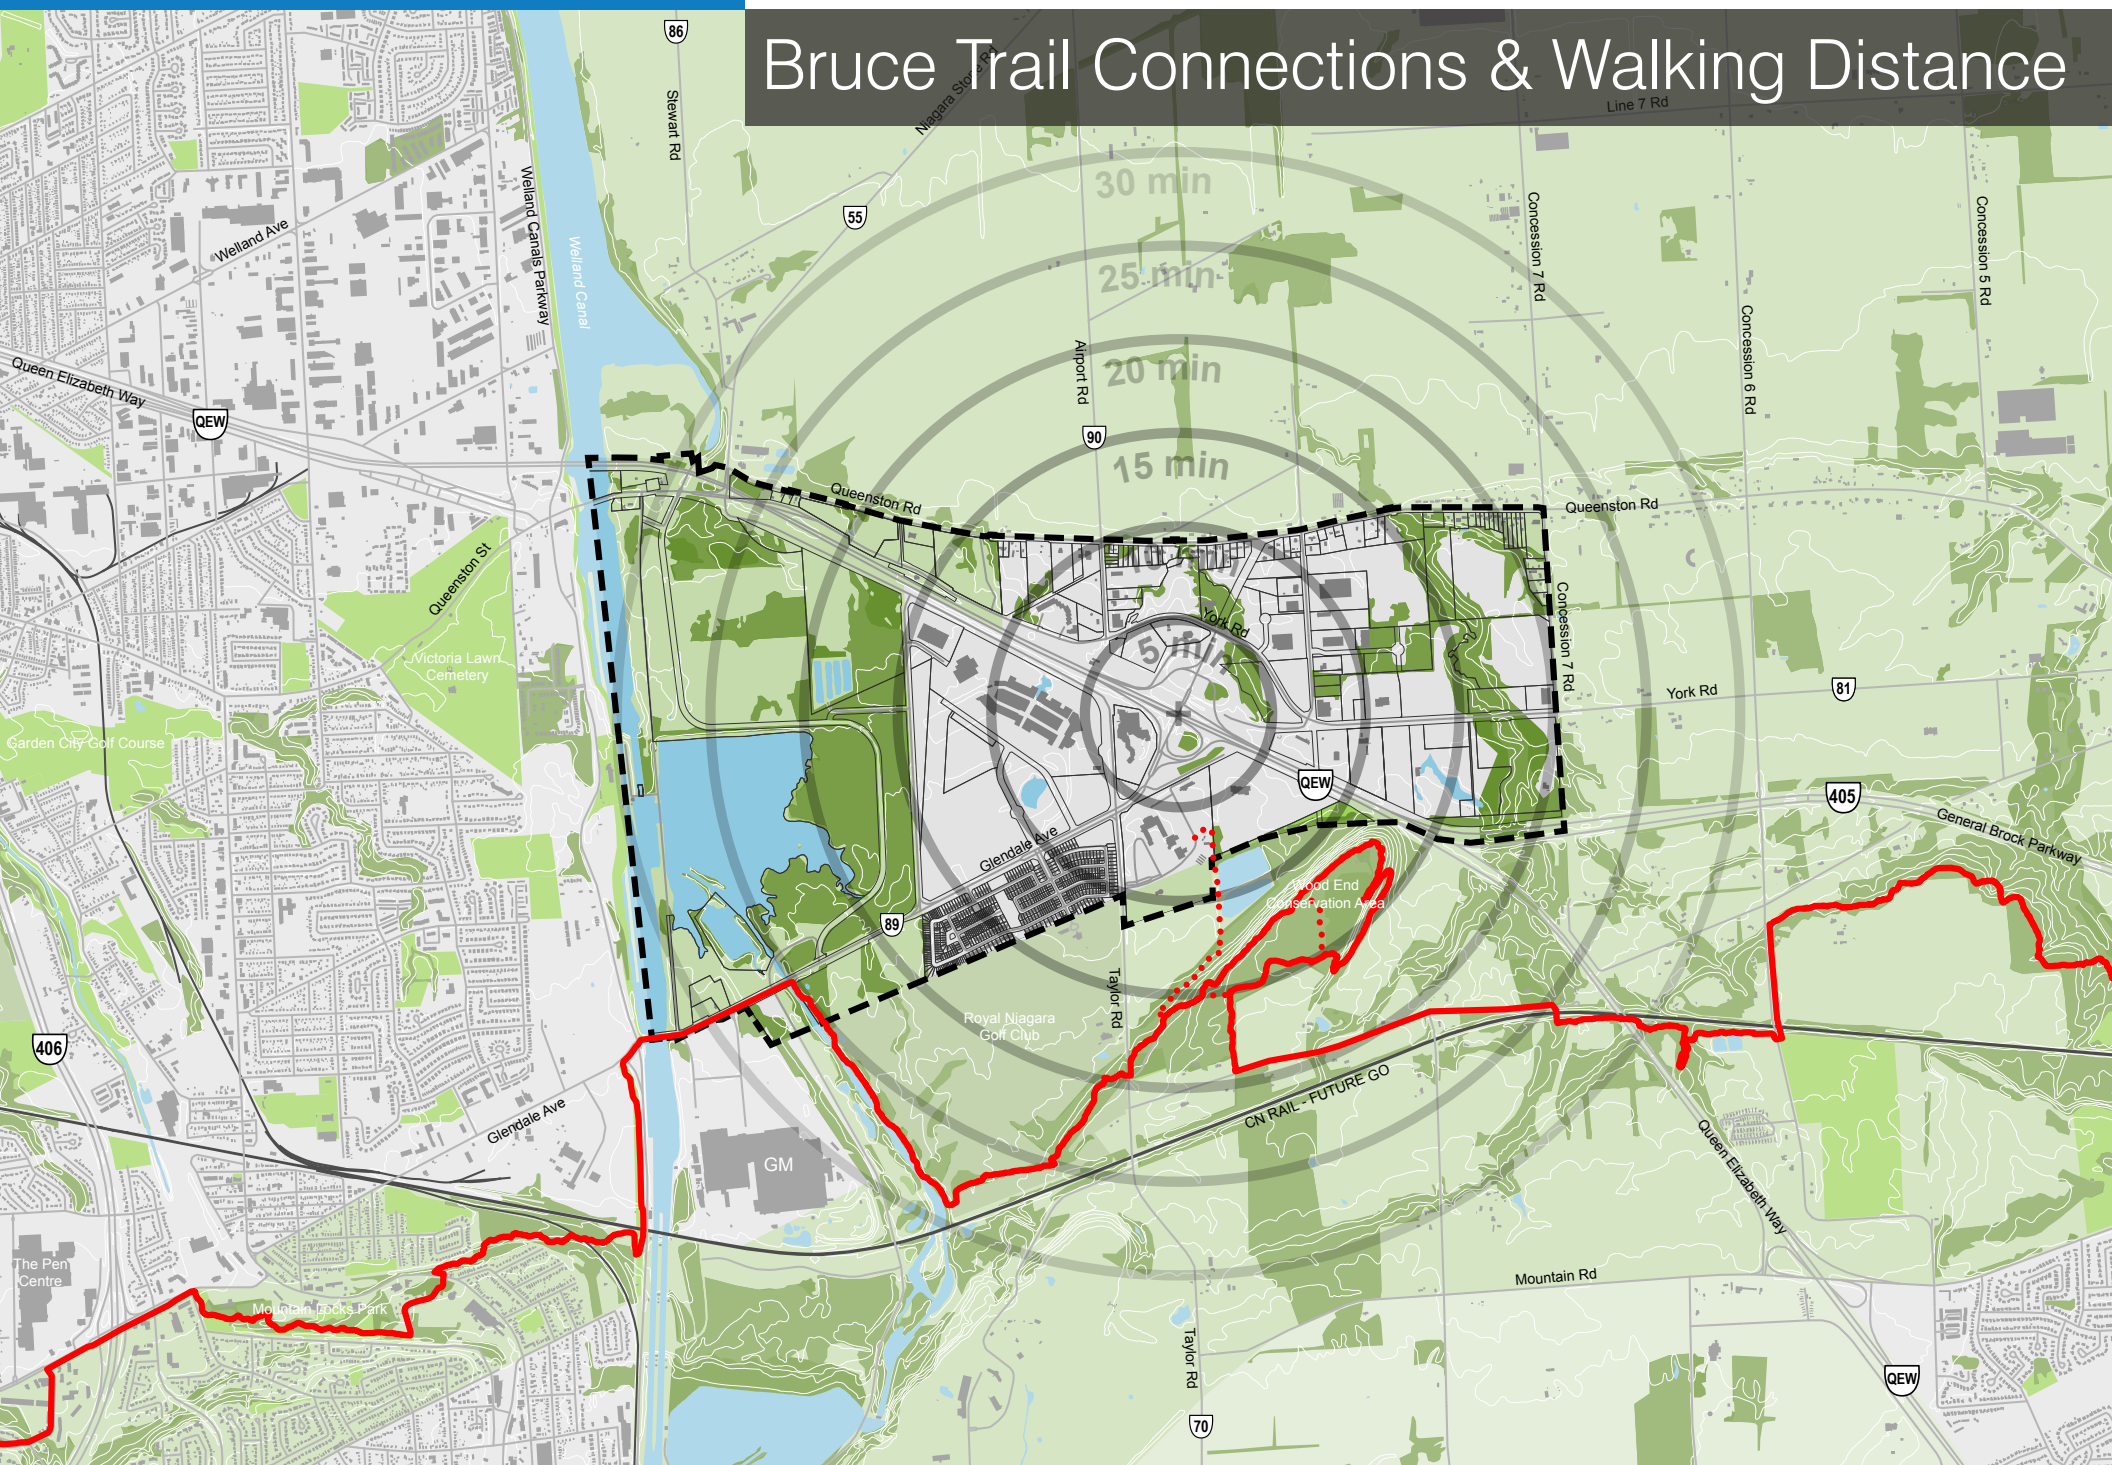 Bruce Trail Connections & Walking Distance
86
Stewart Rd
Niagara Stone Rd
Line 7 Rd
Welland Ave
Welland Canals Parkway
Welland Canal
55
30 min
25 min
20 min
15 min
5 min
Airport Rd
90
Concession 7 Rd
Concession 6 Rd
Concession 5 Rd
Queen Elizabeth Way
QEW
Queenston Rd
Queenston Rd
Queenston St
Victoria Lawn
Cemetery
York Rd
Concession 7 Rd
York Rd
81
Garden City Golf Course
QEW
405
General Brock Parkway
Glendale Ave
Wood End
Conservation Area
89
Taylor Rd
Royal Niagara
Golf Club
406
Glendale Ave
CN RAIL - FUTURE GO
GM
Queen Elizabeth Way
The Pen
Centre
Mountain Locks Park
Mountain Rd
Taylor Rd
70
QEW